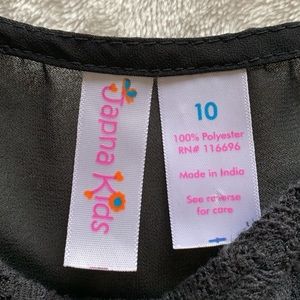 Japna Kids
10
100% Polyester
RN# 116696
Made in India
See reverse
for care